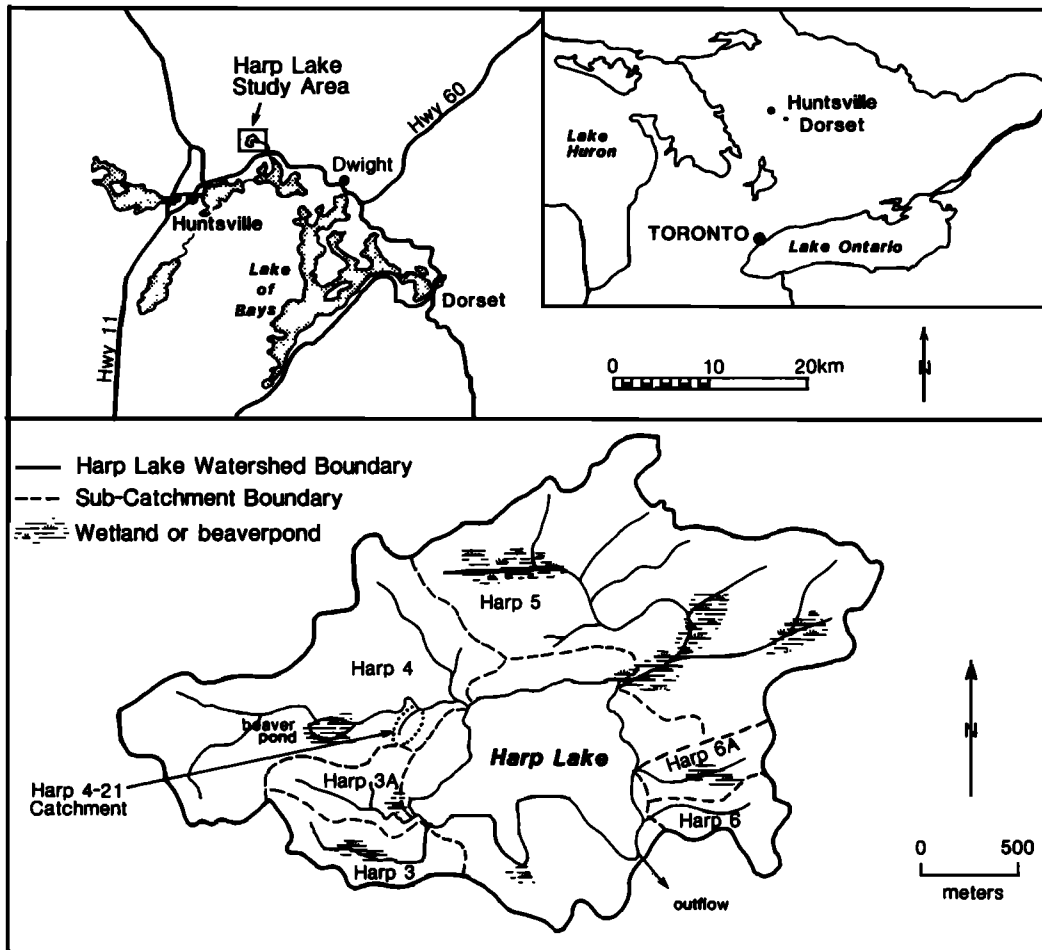 Harp Lake
Study Area
Hwy 60
Dwight
Huntsville
Lake
of
Bays
Dorset
Hwy 11
Huntsville
Dorset
Lake
Huron
TORONTO
Lake Ontario
0 10 20km
N
Harp Lake Watershed Boundary
Sub-Catchment Boundary
Wetland or beaverpond
Harp 5
Harp 4
beaver
pond
Harp Lake
Harp 6A
Harp 3A
Harp 4-21
Catchment
Harp 6
Harp 3
outflow
N
0 500
meters